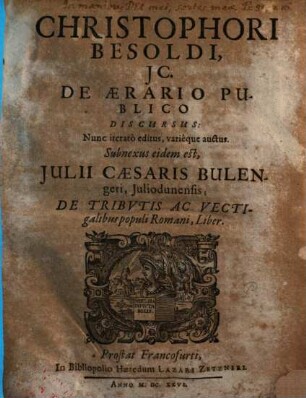 CHRISTOPHORI
BESOLDI,
JC.
DE ÆRARIO PU-
BLICO
DISCURSUS:
Nunc iteratò editus, variéque auctus.
Subnexus eidem est,
JULII CÆSARIS BULEN-
geri, Juliodunensis,
DE TRIBVTIS AC VECTI-
galibus populi Romani, Liber.
Prostat Francofurti,
In Bibliopolio Hæredum LAZARI ZETZNERI.
ANNO M. DC. XXVI.